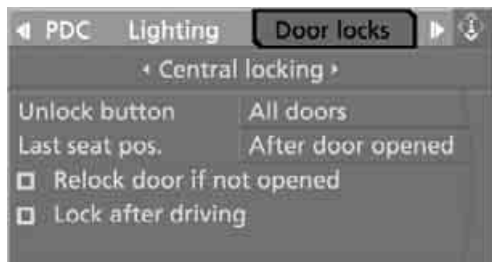 PDC Lighting Door locks
Central locking
Unlock button All doors
Last seat pos. After door opened
Relock door if not opened
Lock after driving